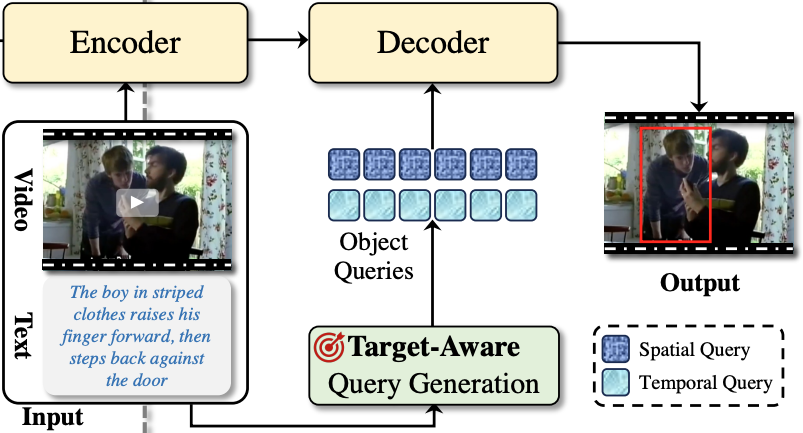 Encoder
Decoder
Video
Text
The boy in striped
clothes raises his
finger forward, then
steps back against
the door
Input
Object
Queries
Target-Aware
Query Generation
Output
Spatial Query
Temporal Query